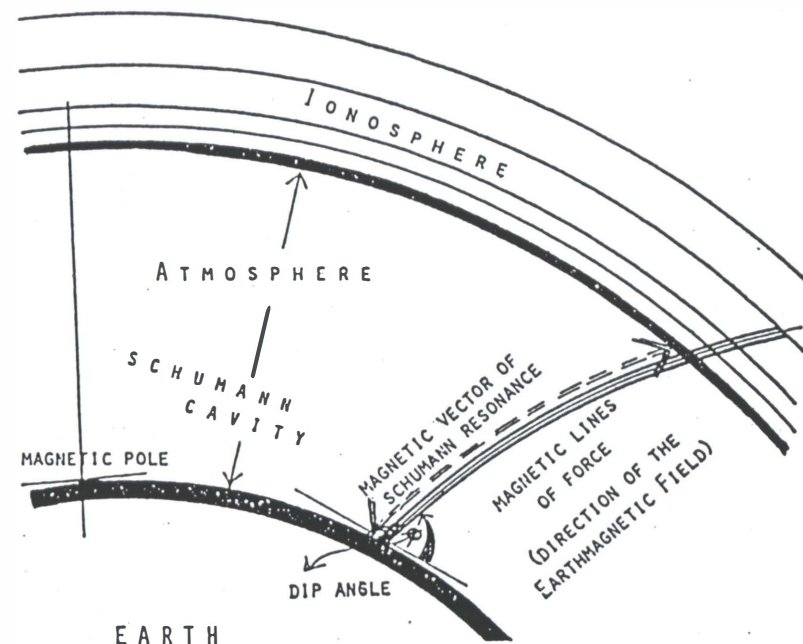 IONOSPHERE
ATMOSPHERE
SCHUMANN
CAVITY
MAGNETIC VECTOR OF
SCHUMANN RESONANCE
MAGNETIC POLE
MAGNETIC LINES
OF FORCE
(DIRECTION OF THE
EARTHMAGNETIC FIELD)
DIP ANGLE
EARTH